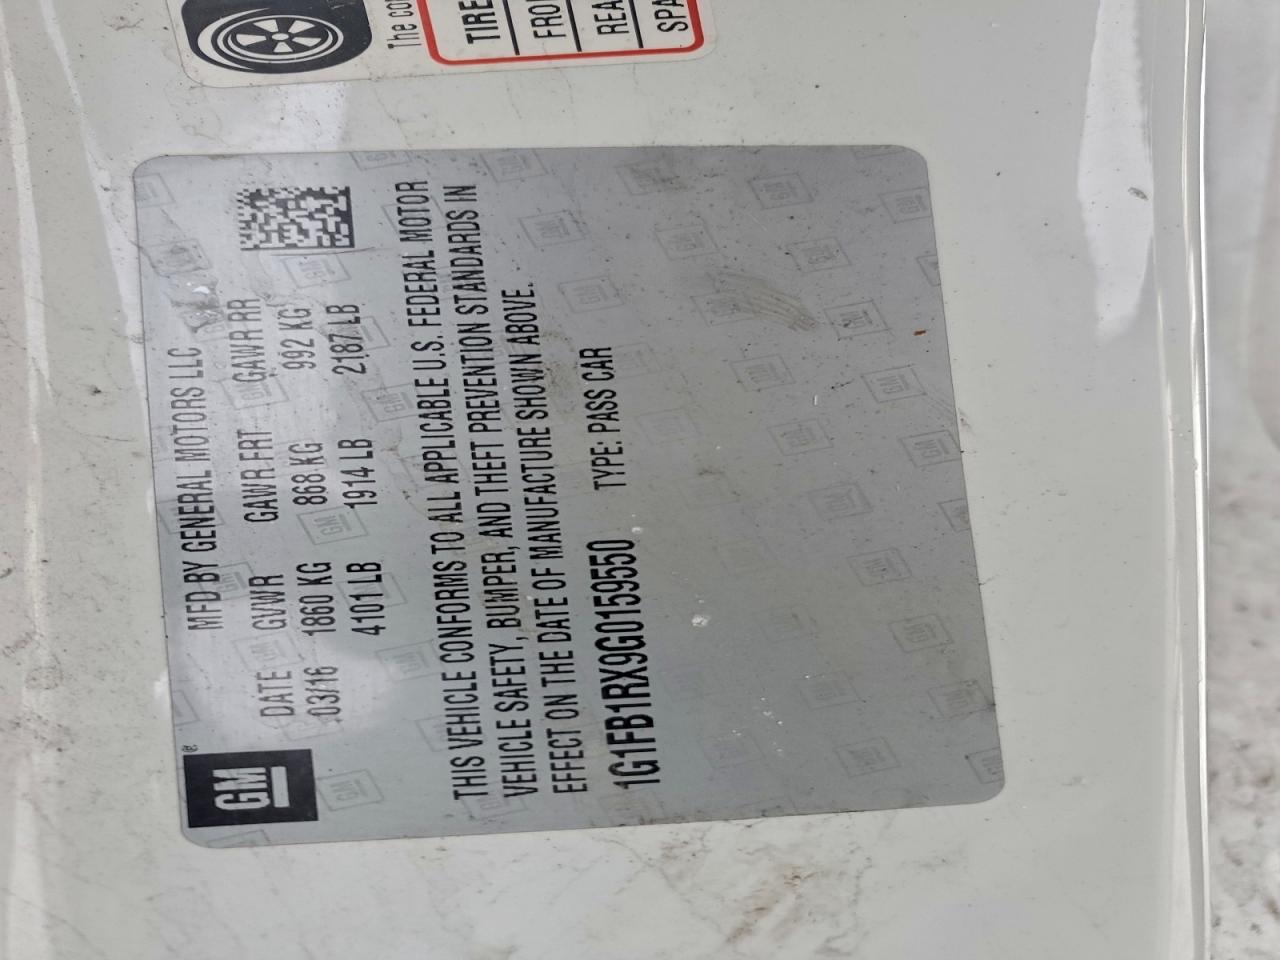 The co
TIRE
FRO
REA
SPA
GM
MFD BY GENERAL MOTORS LLC
DATE GVWR GAWR FRT GAWR RR
03/16 1860 KG 868 KG 992 KG
4101 LB 1914 LB 2187 LB
THIS VEHICLE CONFORMS TO ALL APPLICABLE U.S. FEDERAL MOTOR
VEHICLE SAFETY, BUMPER, AND THEFT PREVENTION STANDARDS IN
EFFECT ON THE DATE OF MANUFACTURE SHOWN ABOVE.
1G1FB1RX9G0159550 TYPE: PASS CAR